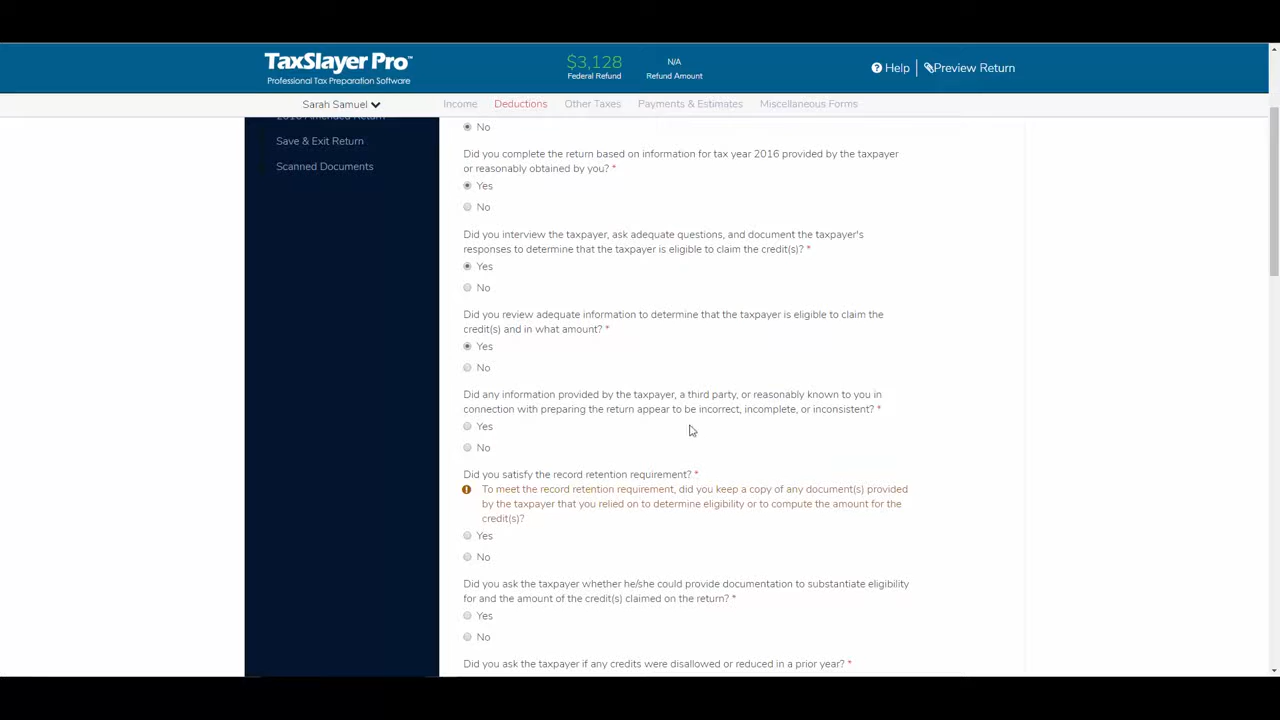 TaxSlayer Pro™
Professional Tax Preparation Software
$3,128
Federal Refund
N/A
Refund Amount
Help
Preview Return
Sarah Samuel
Income
Deductions
Other Taxes
Payments & Estimates
Miscellaneous Forms
2016 Amended Return
Save & Exit Return
Scanned Documents
No
Did you complete the return based on information for tax year 2016 provided by the taxpayer
or reasonably obtained by you? *
Yes
No
Did you interview the taxpayer, ask adequate questions, and document the taxpayer's
responses to determine that the taxpayer is eligible to claim the credit(s)? *
Yes
No
Did you review adequate information to determine that the taxpayer is eligible to claim the
credit(s) and in what amount? *
Yes
No
Did any information provided by the taxpayer, a third party, or reasonably known to you in
connection with preparing the return appear to be incorrect, incomplete, or inconsistent? *
Yes
No
Did you satisfy the record retention requirement? *
To meet the record retention requirement, did you keep a copy of any document(s) provided
by the taxpayer that you relied on to determine eligibility or to compute the amount for the
credit(s)?
Yes
No
Did you ask the taxpayer whether he/she could provide documentation to substantiate eligibility
for and the amount of the credit(s) claimed on the return? *
Yes
No
Did you ask the taxpayer if any credits were disallowed or reduced in a prior year? *